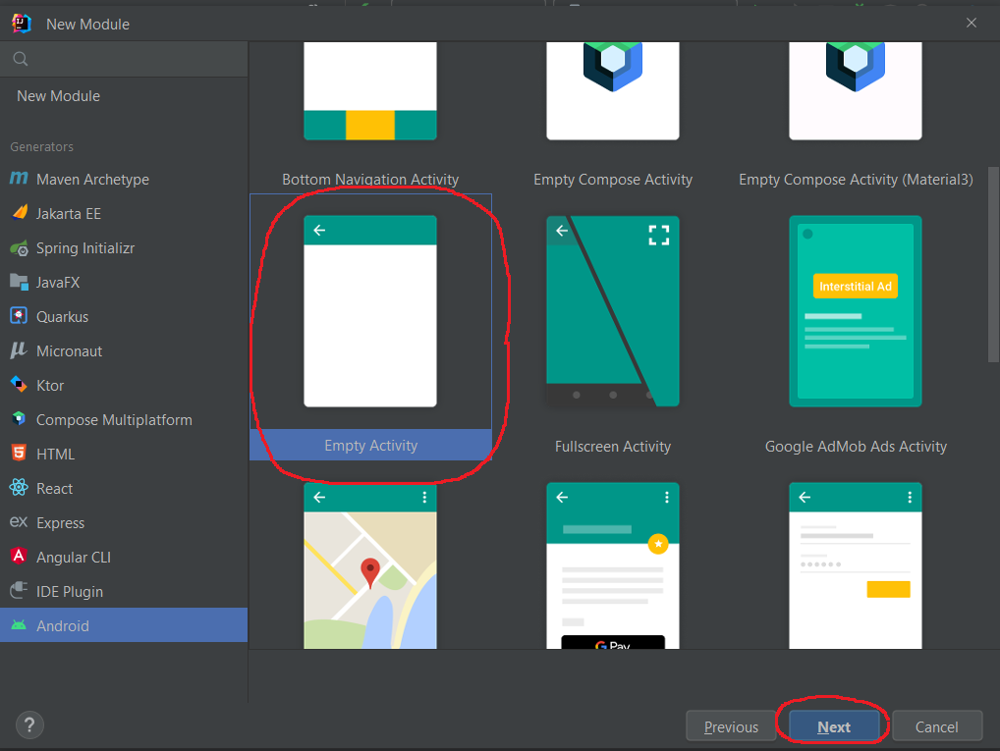 New Module
New Module
Generators
Maven Archetype
Jakarta EE
Spring Initializr
JavaFX
Quarkus
Micronaut
Ktor
Compose Multiplatform
HTML
React
Express
Angular CLI
IDE Plugin
Android
Bottom Navigation Activity
Empty Compose Activity
Empty Compose Activity (Material3)
Interstitial Ad
Empty Activity
Fullscreen Activity
Google AdMob Ads Activity
G Pay
?
Previous
Next
Cancel